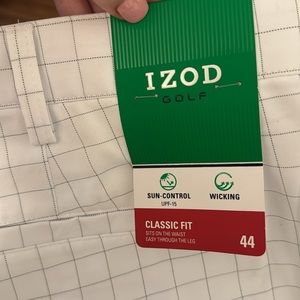 IZOD
GOLF
SUN-CONTROL
UPF-15
WICKING
CLASSIC FIT
SITS ON THE WAIST
EASY THROUGH THE LEG
44